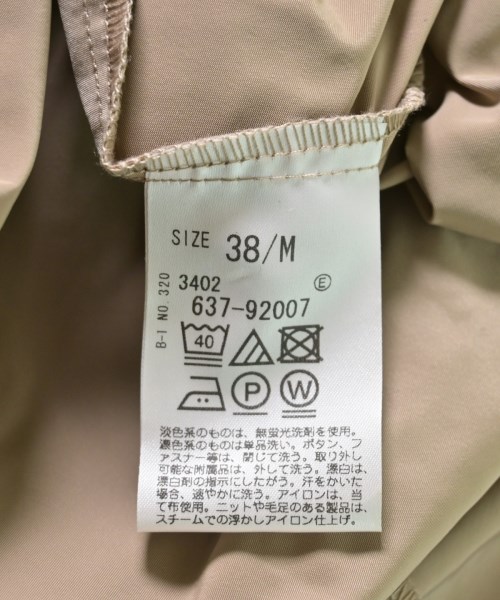 SIZE 38/M
B-I NO 320
3402 E
637-92007
40
P W
淡色系のものは、無蛍光洗剤を使用。
濃色系のものは単品洗い。ボタン、フ
ァスナー等は、閉じて洗う。取り外し
可能な附属品は、外して洗う。漂白は、
漂白剤の指示にしたがう。汗をかいた
場合、速やかに洗う。アイロンは、当
て布使用。ニットや毛足のある製品は、
スチームでの浮かしアイロン仕上げ。